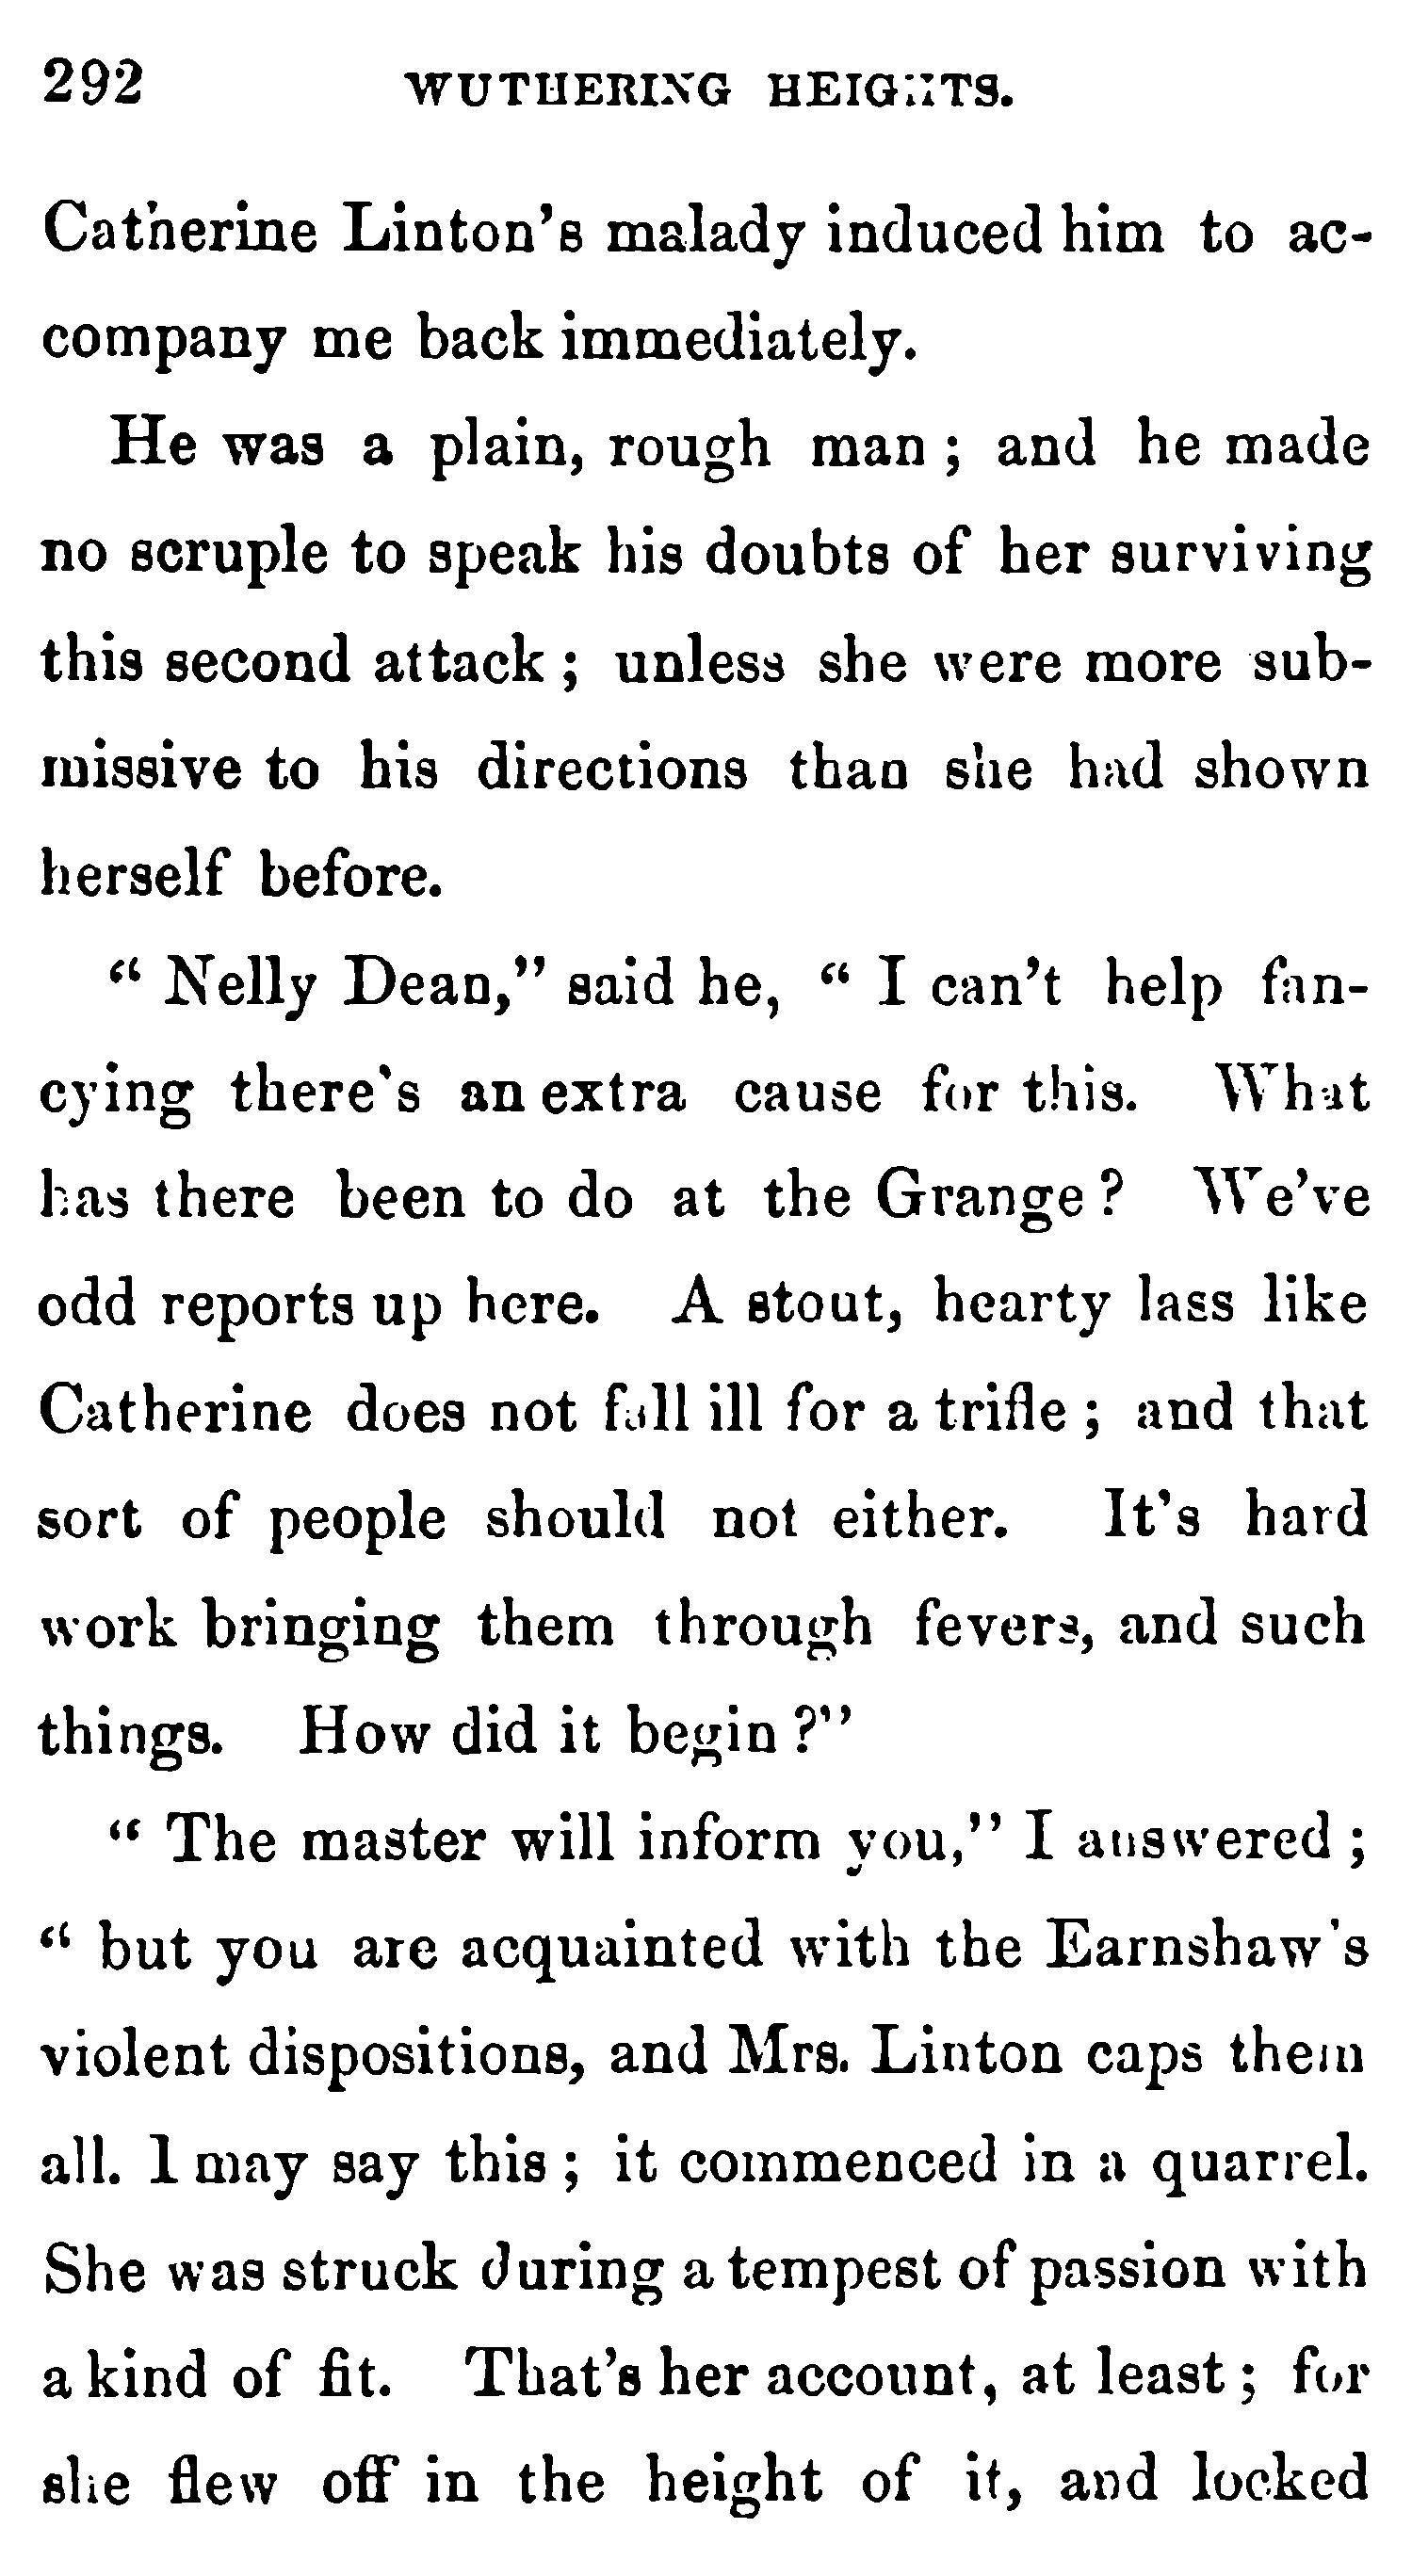 292 WUTHERING HEIGHTS.
Catherine Linton's malady induced him to ac-
company me back immediately.
He was a plain, rough man ; and he made
no scruple to speak his doubts of her surviving
this second attack ; unless she were more sub-
missive to his directions than she had shown
herself before.
" Nelly Dean," said he, " I can't help fan-
cying there's an extra cause for this. What
has there been to do at the Grange ? We've
odd reports up here. A stout, hearty lass like
Catherine does not fall ill for a trifle ; and that
sort of people should not either. It's hard
work bringing them through fevers, and such
things. How did it begin ?"
" The master will inform you," I answered ;
" but you are acquainted with the Earnshaw's
violent dispositions, and Mrs. Linton caps them
all. I may say this ; it commenced in a quarrel.
She was struck during a tempest of passion with
a kind of fit. That's her account, at least ; for
she flew off in the height of it, and locked